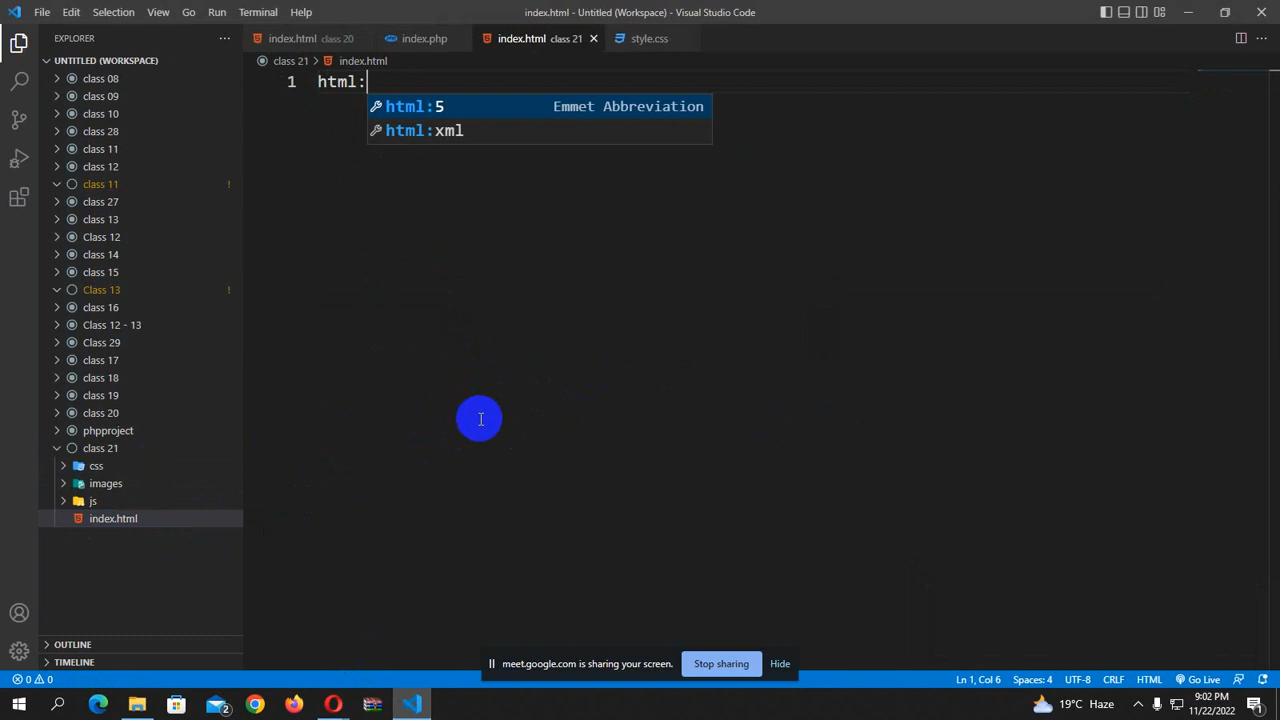 File Edit Selection View Go Run Terminal Help
index.html - Untitled (Workspace) - Visual Studio Code
EXPLORER
index.html class 20
index.php
index.html class 21
style.css
UNTITLED (WORKSPACE)
class 21 > index.html
class 08
class 09
class 10
class 28
class 11
class 12
class 11 !
class 27
class 13
Class 12
class 14
class 15
Class 13 !
class 16
Class 12 - 13
Class 29
class 17
class 18
class 19
class 20
phpproject
class 21
css
images
js
index.html
OUTLINE
TIMELINE
1 html:
html:5 Emmet Abbreviation
html:xml
meet.google.com is sharing your screen. Stop sharing Hide
0 0
Ln 1, Col 6 Spaces: 4 UTF-8 CRLF HTML Go Live
2
19°C Haze
9:02 PM
11/22/2022
1